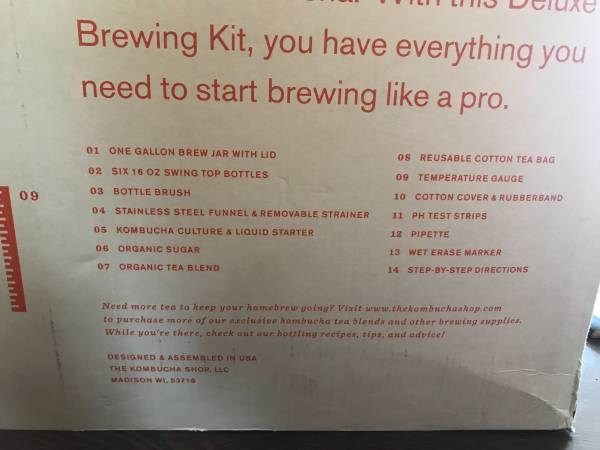 With this Deluxe
Brewing Kit, you have everything you
need to start brewing like a pro.
01 ONE GALLON BREW JAR WITH LID
02 SIX 16 OZ SWING TOP BOTTLES
03 BOTTLE BRUSH
04 STAINLESS STEEL FUNNEL & REMOVABLE STRAINER
05 KOMBUCHA CULTURE & LIQUID STARTER
06 ORGANIC SUGAR
07 ORGANIC TEA BLEND
08 REUSABLE COTTON TEA BAG
09 TEMPERATURE GAUGE
10 COTTON COVER & RUBBERBAND
11 PH TEST STRIPS
12 PIPETTE
13 WET ERASE MARKER
14 STEP-BY-STEP DIRECTIONS
09
Need more tea to keep your homebrew going? Visit www.thekombuchashop.com
to purchase more of our exclusive kombucha tea blends and other brewing supplies.
While you're there, check out our bottling recipes, tips, and advice!
DESIGNED & ASSEMBLED IN USA
THE KOMBUCHA SHOP, LLC
MADISON WI, 53718